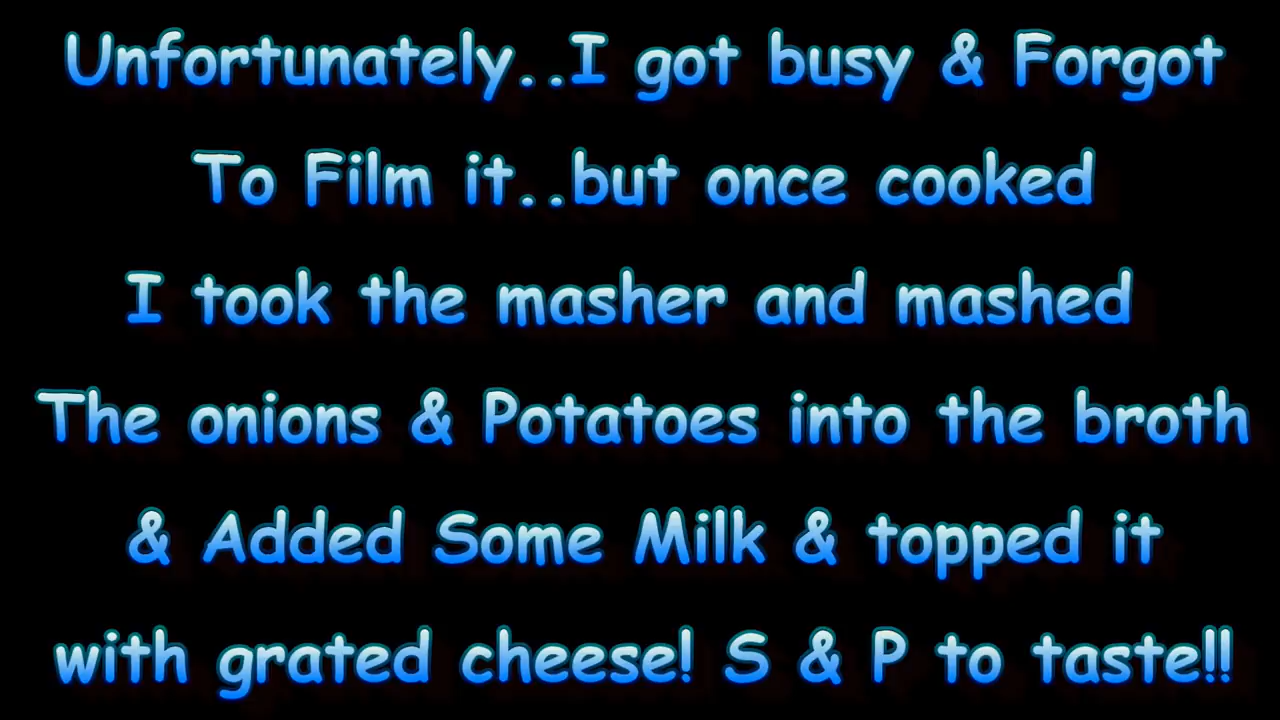 Unfortunately..I got busy & Forgot
To Film it..but once cooked
I took the masher and mashed
The onions & Potatoes into the broth
& Added Some Milk & topped it
with grated cheese! S & P to taste!!